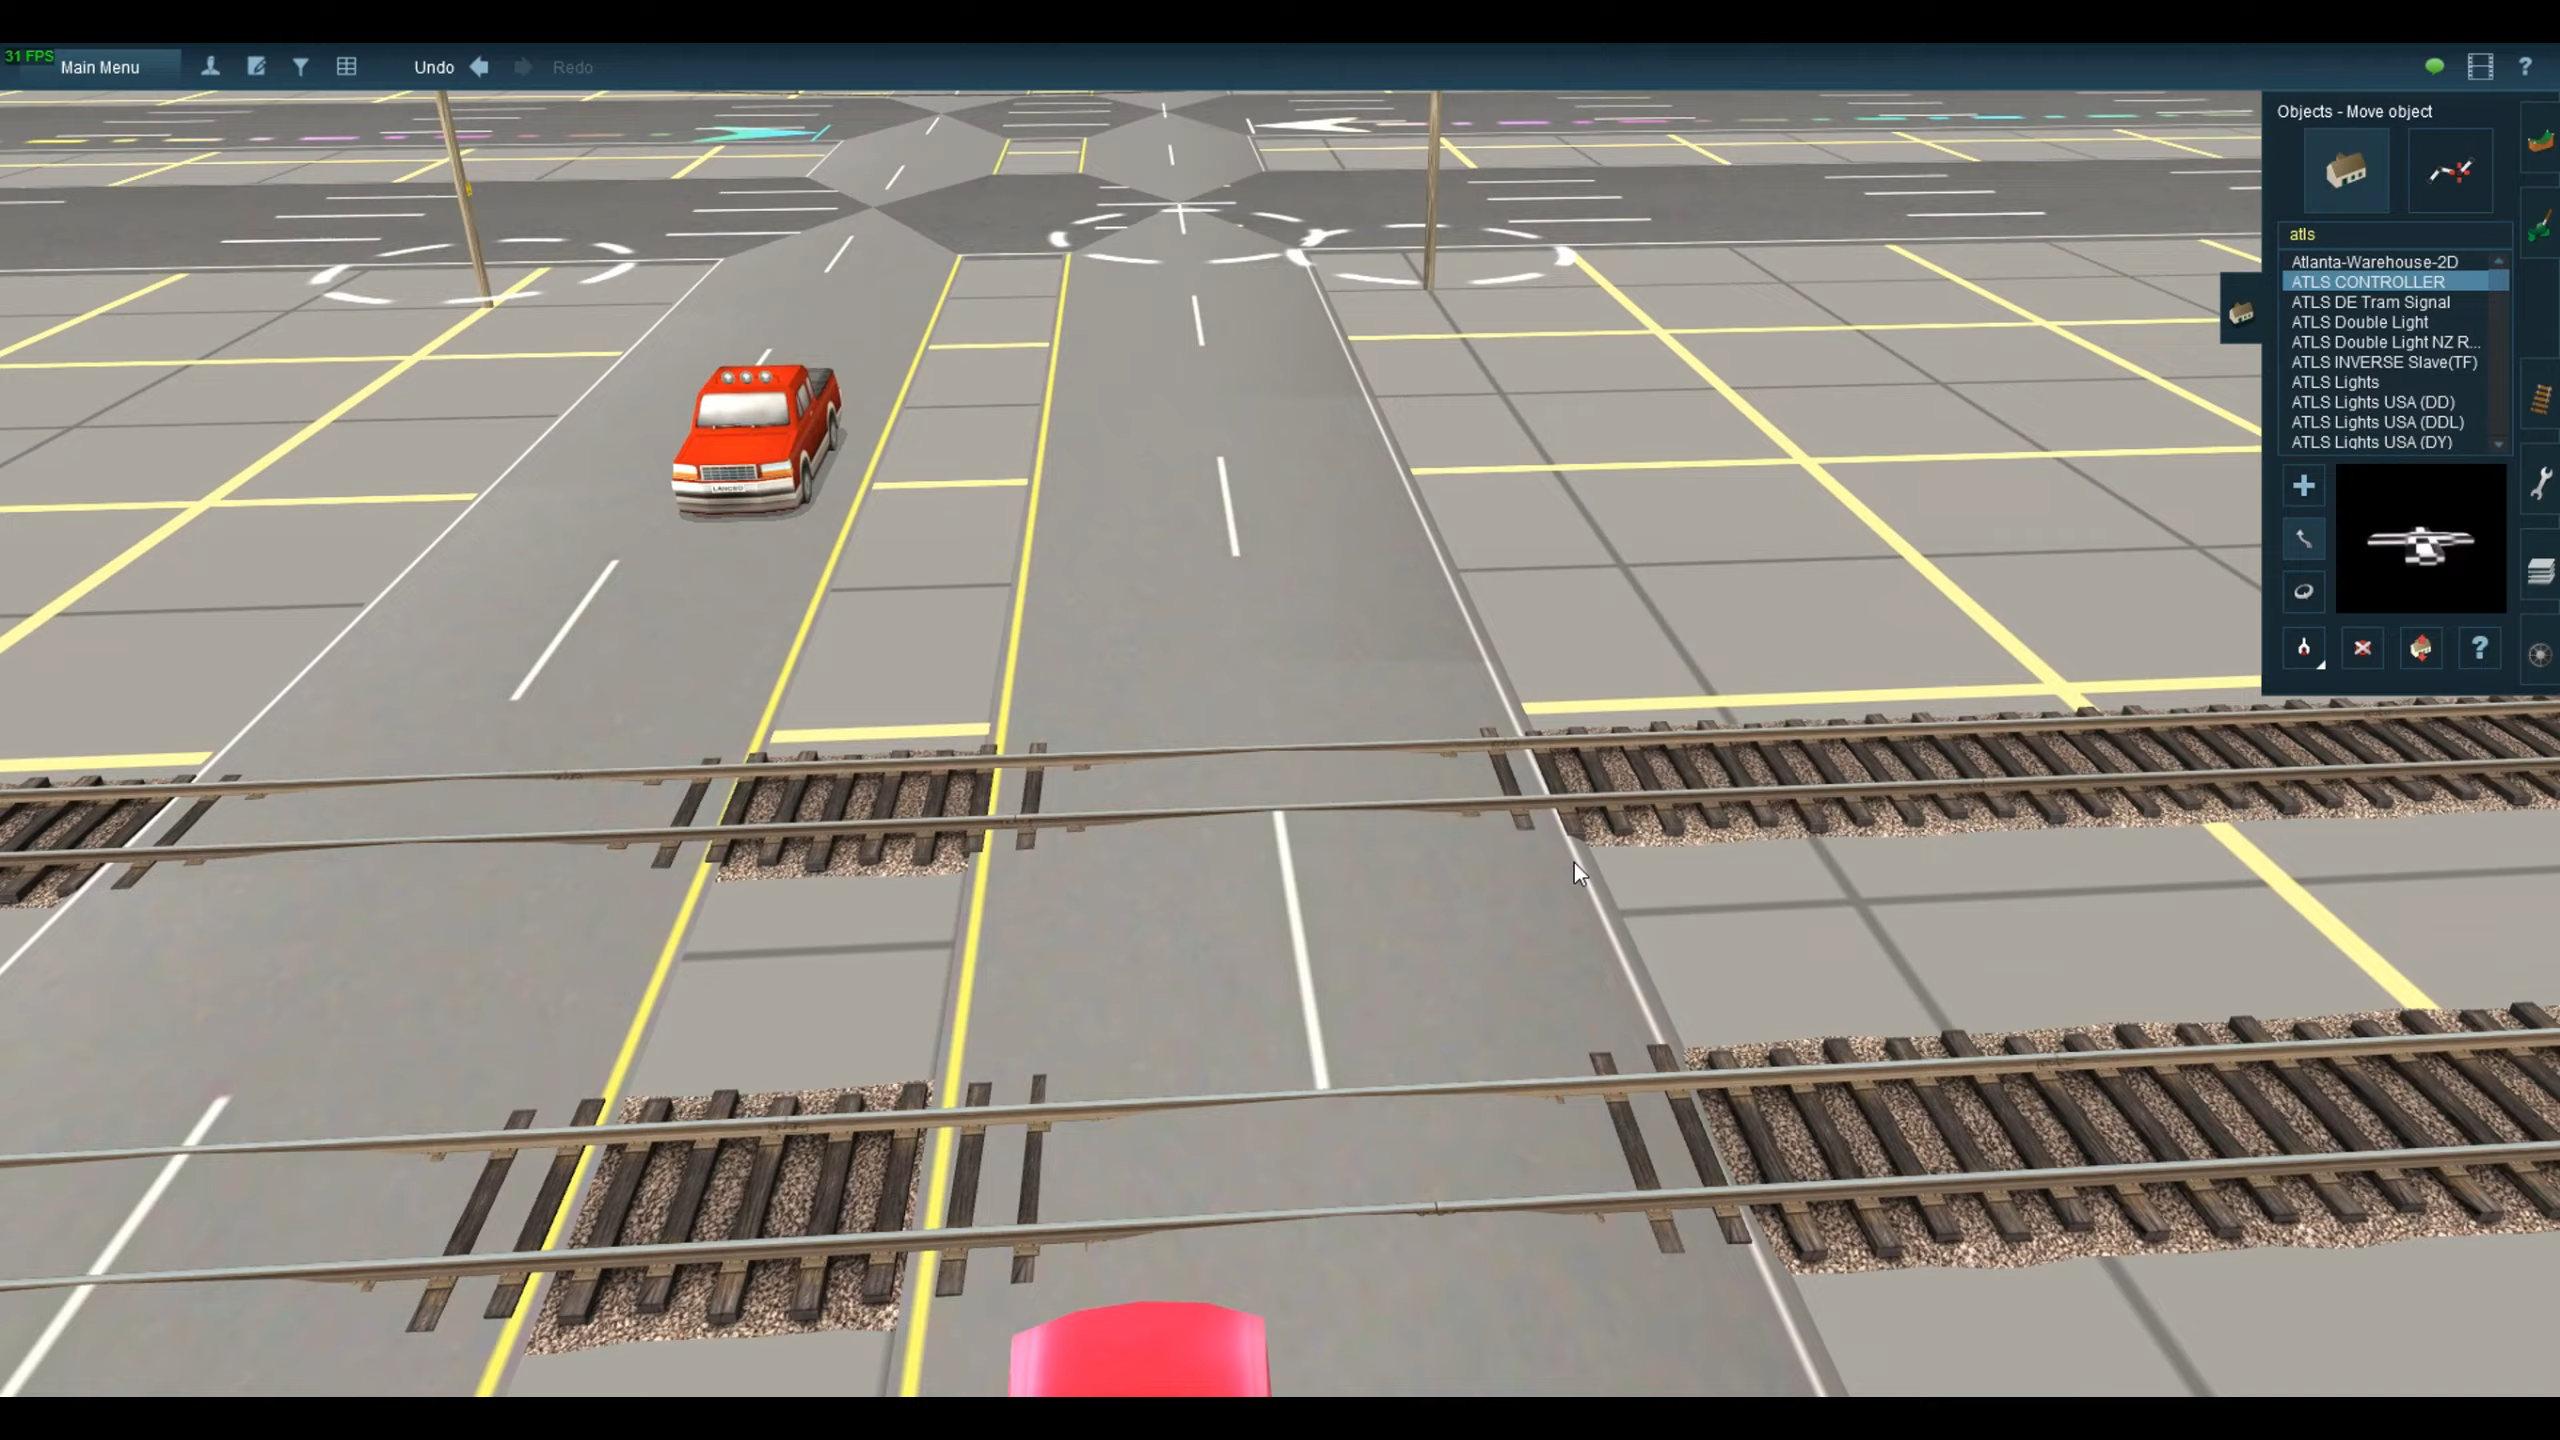 31 FPS
Main Menu
Undo
Redo
Objects - Move object
atls
Atlanta-Warehouse-2D
ATLS CONTROLLER
ATLS DE Tram Signal
ATLS Double Light
ATLS Double Light NZ R...
ATLS INVERSE Slave(TF)
ATLS Lights
ATLS Lights USA (DD)
ATLS Lights USA (DDL)
ATLS Lights USA (DY)